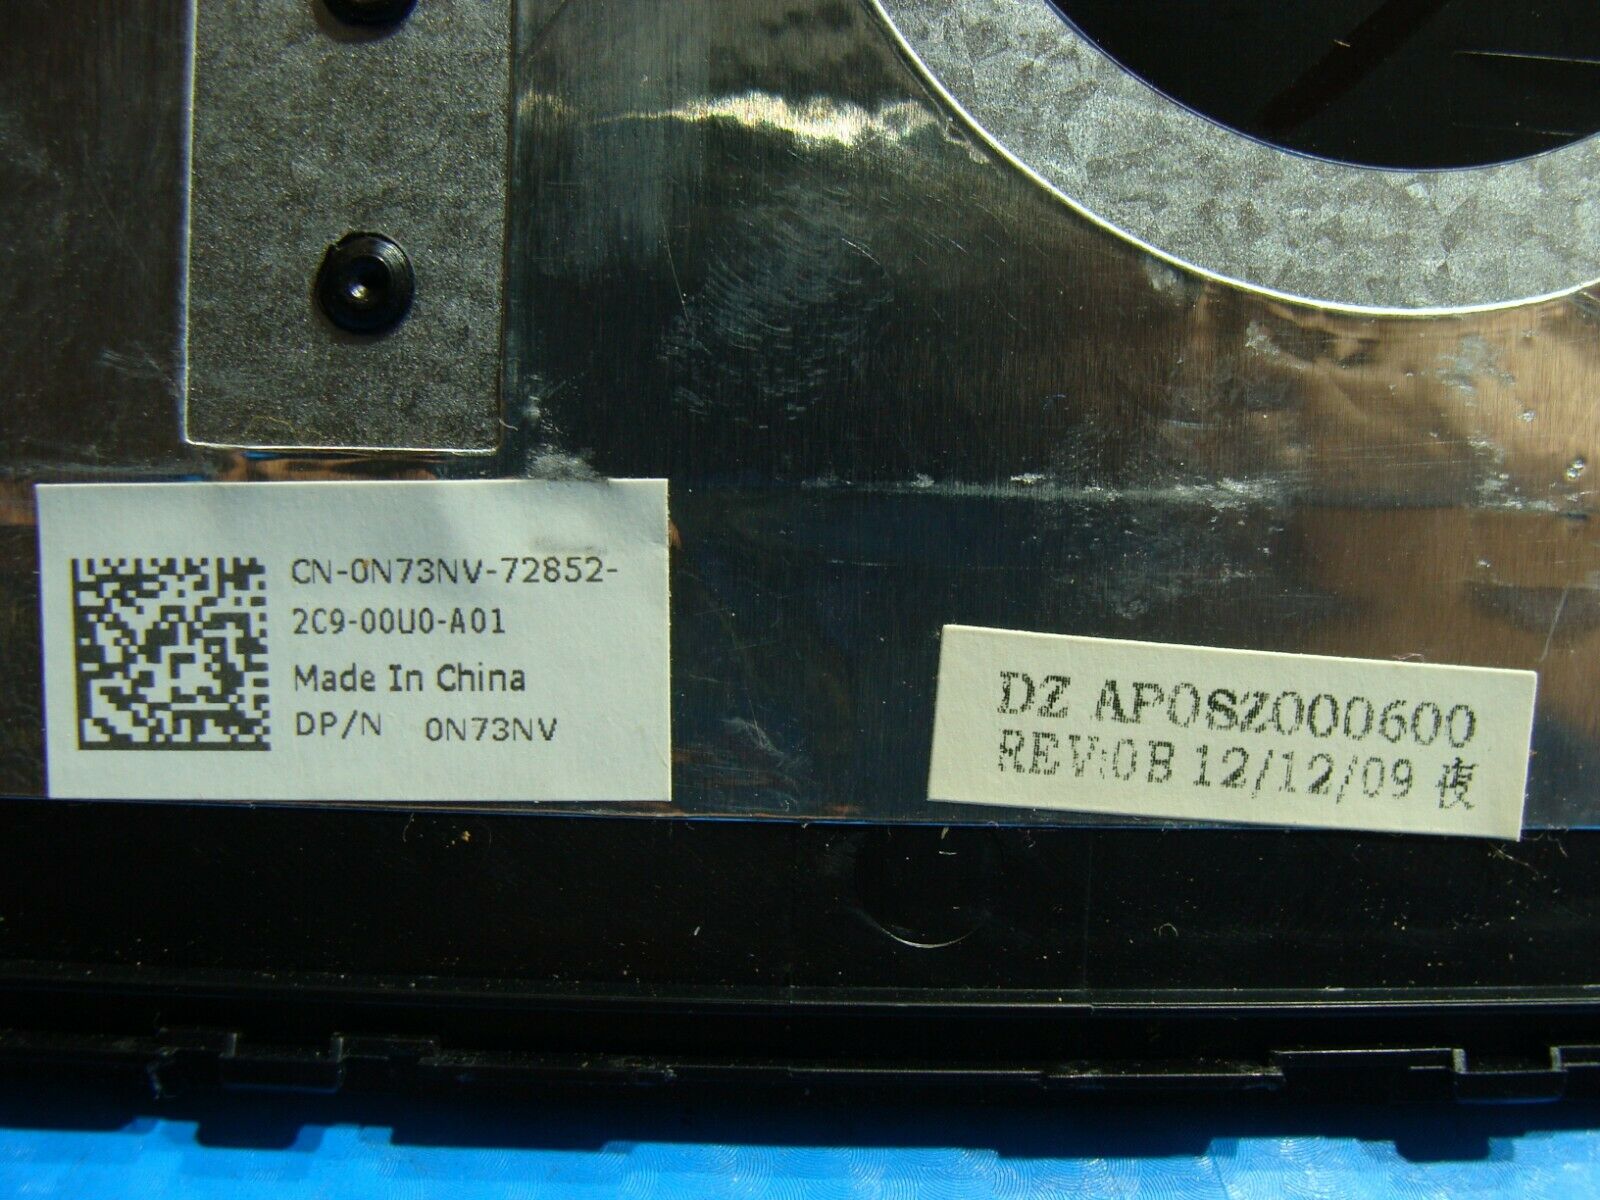 CN-0N73NV-72852-
2C9-00U0-A01
Made In China
DP/N 0N73NV
DZ AP0SZ000600
REV:0B 12/12/09 夜